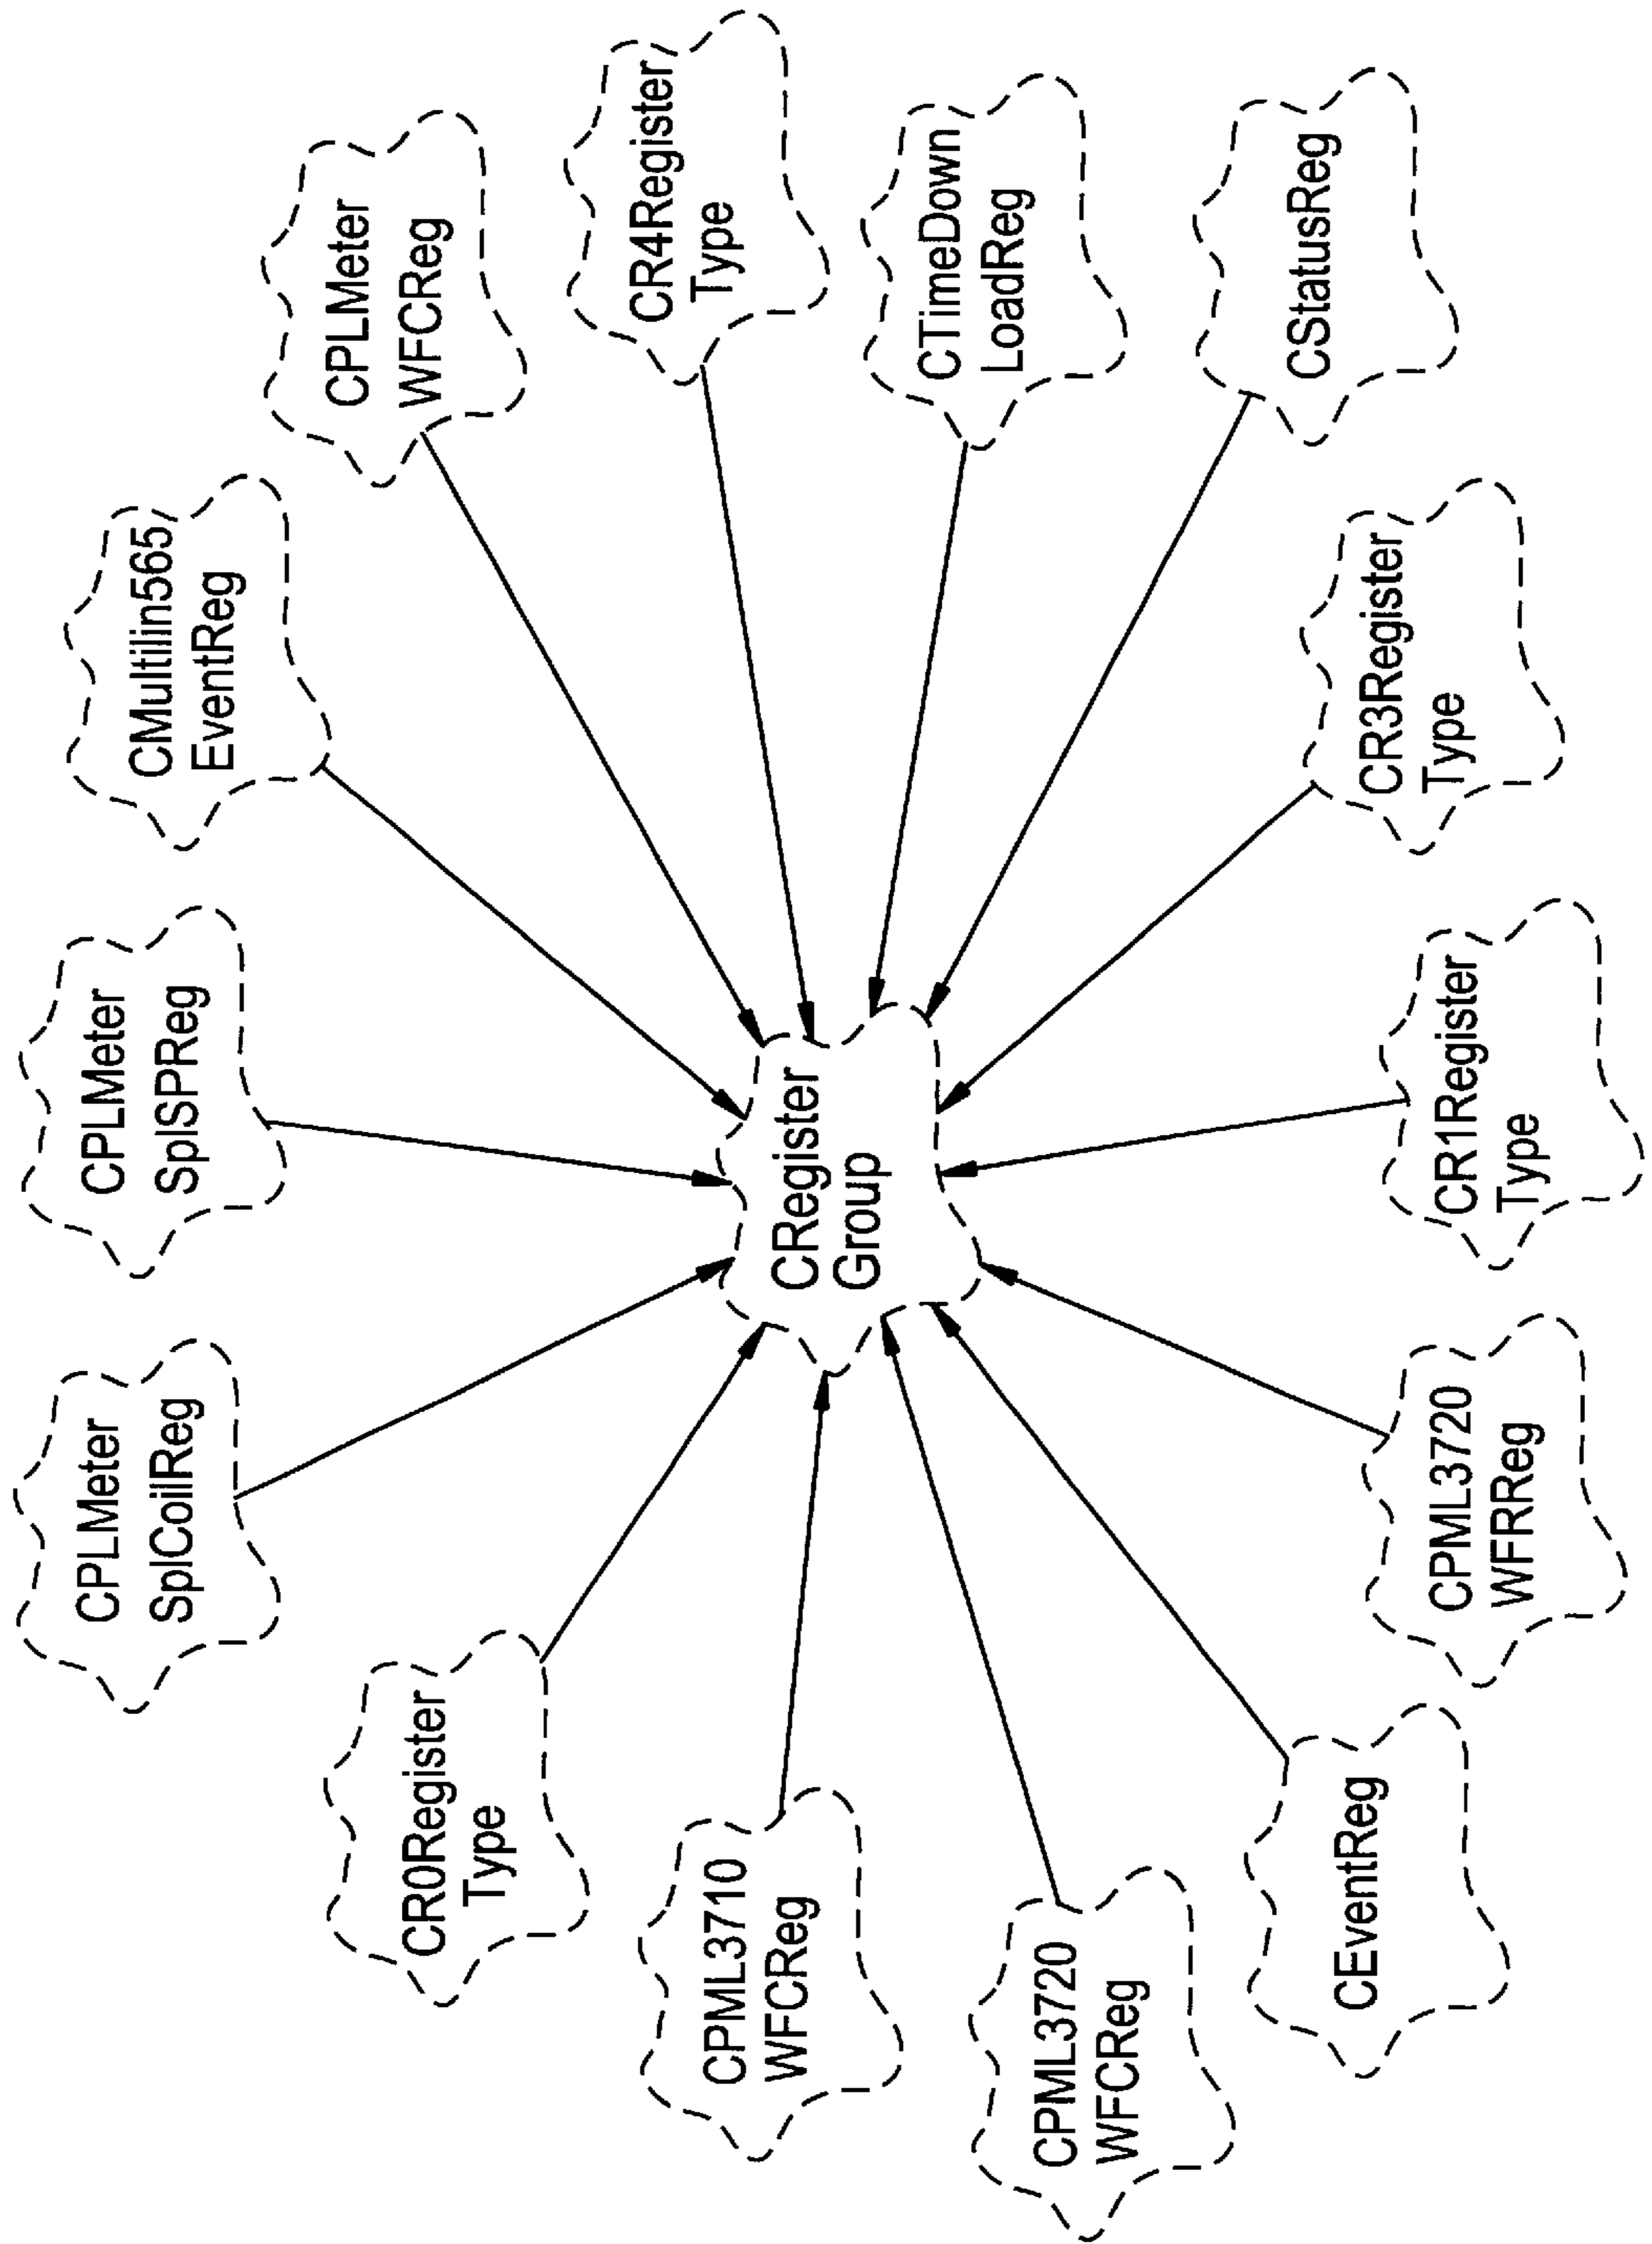 CPLMeter
SplCoilReg
CPLMeter
SplSPReg
CMultilin565
EventReg
CPLMeter
WFCReg
CR0Register
Type
CR4Register
Type
CPML3710
WFCReg
CRegister
Group
CTimeDown
LoadReg
CPML3720
WFCReg
CStatusReg
CEventReg
CPML3720
WFRReg
CR1Register
Type
CR3Register
Type